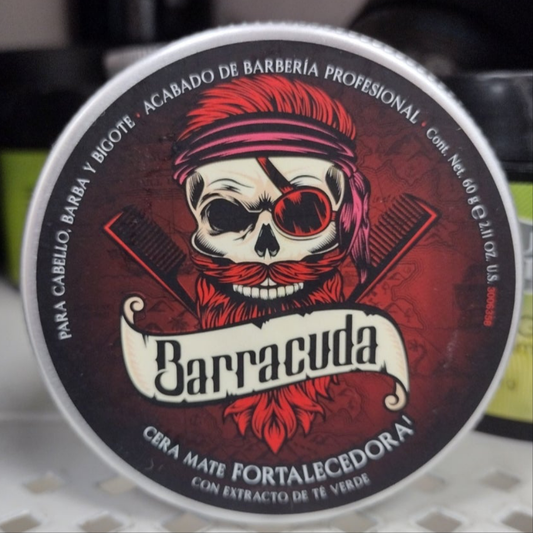 PARA CABELLO, BARBA Y BIGOTE · ACABADO DE BARBERÍA PROFESIONAL · Cont. Net. 60 g ℮ 2.11 OZ. U.S.
Barracuda
CERA MATE FORTALECEDORA
CON EXTRACTO DE TÉ VERDE